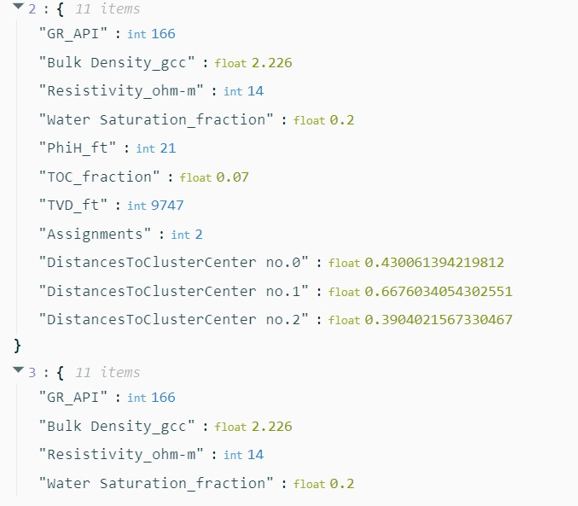 2 : { 11 items
"GR_API" : int 166
"Bulk Density_gcc" : float 2.226
"Resistivity_ohm-m" : int 14
"Water Saturation_fraction" : float 0.2
"PhiH_ft" : int 21
"TOC_fraction" : float 0.07
"TVD_ft" : int 9747
"Assignments" : int 2
"DistancesToClusterCenter no.0" : float 0.430061394219812
"DistancesToClusterCenter no.1" : float 0.6676034054302551
"DistancesToClusterCenter no.2" : float 0.3904021567330467
}
3 : { 11 items
"GR_API" : int 166
"Bulk Density_gcc" : float 2.226
"Resistivity_ohm-m" : int 14
"Water Saturation_fraction" : float 0.2